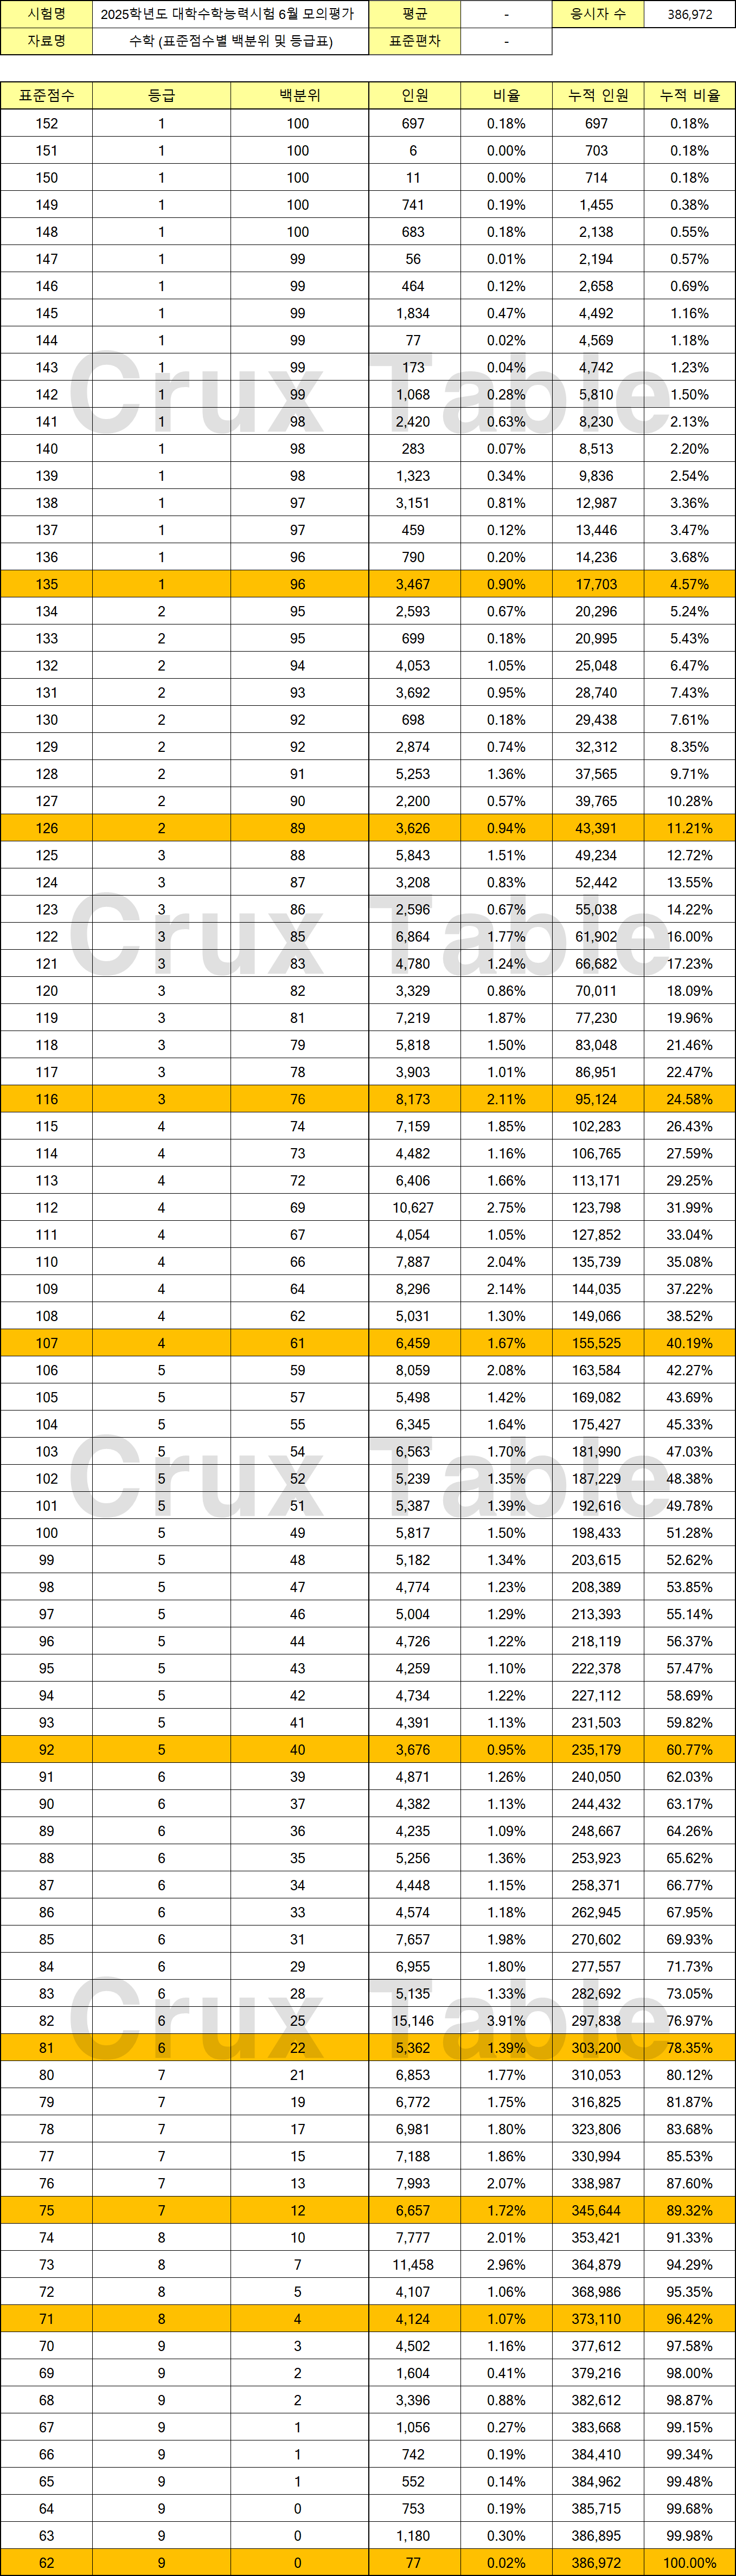 시험명 2025학년도 대학수학능력시험 6월 모의평가 평균 - 응시자 수 386,972
자료명 수학 (표준점수별 백분위 및 등급표) 표준편차 -
표준점수 등급 백분위 인원 비율 누적 인원 누적 비율
152 1 100 697 0.18% 697 0.18%
151 1 100 6 0.00% 703 0.18%
150 1 100 11 0.00% 714 0.18%
149 1 100 741 0.19% 1,455 0.38%
148 1 100 683 0.18% 2,138 0.55%
147 1 99 56 0.01% 2,194 0.57%
146 1 99 464 0.12% 2,658 0.69%
145 1 99 1,834 0.47% 4,492 1.16%
144 1 99 77 0.02% 4,569 1.18%
143 1 99 173 0.04% 4,742 1.23%
142 1 99 1,068 0.28% 5,810 1.50%
Crux Table
141 1 98 2,420 0.63% 8,230 2.13%
140 1 98 283 0.07% 8,513 2.20%
139 1 98 1,323 0.34% 9,836 2.54%
138 1 97 3,151 0.81% 12,987 3.36%
137 1 97 459 0.12% 13,446 3.47%
136 1 96 790 0.20% 14,236 3.68%
135 1 96 3,467 0.90% 17,703 4.57%
134 2 95 2,593 0.67% 20,296 5.24%
133 2 95 699 0.18% 20,995 5.43%
132 2 94 4,053 1.05% 25,048 6.47%
131 2 93 3,692 0.95% 28,740 7.43%
130 2 92 698 0.18% 29,438 7.61%
129 2 92 2,874 0.74% 32,312 8.35%
128 2 91 5,253 1.36% 37,565 9.71%
127 2 90 2,200 0.57% 39,765 10.28%
126 2 89 3,626 0.94% 43,391 11.21%
125 3 88 5,843 1.51% 49,234 12.72%
124 3 87 3,208 0.83% 52,442 13.55%
123 3 86 2,596 0.67% 55,038 14.22%
122 3 85 6,864 1.77% 61,902 16.00%
Crux Table
121 3 83 4,780 1.24% 66,682 17.23%
120 3 82 3,329 0.86% 70,011 18.09%
119 3 81 7,219 1.87% 77,230 19.96%
118 3 79 5,818 1.50% 83,048 21.46%
117 3 78 3,903 1.01% 86,951 22.47%
116 3 76 8,173 2.11% 95,124 24.58%
115 4 74 7,159 1.85% 102,283 26.43%
114 4 73 4,482 1.16% 106,765 27.59%
113 4 72 6,406 1.66% 113,171 29.25%
112 4 69 10,627 2.75% 123,798 31.99%
111 4 67 4,054 1.05% 127,852 33.04%
110 4 66 7,887 2.04% 135,739 35.08%
109 4 64 8,296 2.14% 144,035 37.22%
108 4 62 5,031 1.30% 149,066 38.52%
107 4 61 6,459 1.67% 155,525 40.19%
106 5 59 8,059 2.08% 163,584 42.27%
105 5 57 5,498 1.42% 169,082 43.69%
104 5 55 6,345 1.64% 175,427 45.33%
103 5 54 6,563 1.70% 181,990 47.03%
102 5 52 5,239 1.35% 187,229 48.38%
Crux Table
101 5 51 5,387 1.39% 192,616 49.78%
100 5 49 5,817 1.50% 198,433 51.28%
99 5 48 5,182 1.34% 203,615 52.62%
98 5 47 4,774 1.23% 208,389 53.85%
97 5 46 5,004 1.29% 213,393 55.14%
96 5 44 4,726 1.22% 218,119 56.37%
95 5 43 4,259 1.10% 222,378 57.47%
94 5 42 4,734 1.22% 227,112 58.69%
93 5 41 4,391 1.13% 231,503 59.82%
92 5 40 3,676 0.95% 235,179 60.77%
91 6 39 4,871 1.26% 240,050 62.03%
90 6 37 4,382 1.13% 244,432 63.17%
89 6 36 4,235 1.09% 248,667 64.26%
88 6 35 5,256 1.36% 253,923 65.62%
87 6 34 4,448 1.15% 258,371 66.77%
86 6 33 4,574 1.18% 262,945 67.95%
85 6 31 7,657 1.98% 270,602 69.93%
84 6 29 6,955 1.80% 277,557 71.73%
83 6 28 5,135 1.33% 282,692 73.05%
82 6 25 15,146 3.91% 297,838 76.97%
Crux Table
81 6 22 5,362 1.39% 303,200 78.35%
80 7 21 6,853 1.77% 310,053 80.12%
79 7 19 6,772 1.75% 316,825 81.87%
78 7 17 6,981 1.80% 323,806 83.68%
77 7 15 7,188 1.86% 330,994 85.53%
76 7 13 7,993 2.07% 338,987 87.60%
75 7 12 6,657 1.72% 345,644 89.32%
74 8 10 7,777 2.01% 353,421 91.33%
73 8 7 11,458 2.96% 364,879 94.29%
72 8 5 4,107 1.06% 368,986 95.35%
71 8 4 4,124 1.07% 373,110 96.42%
70 9 3 4,502 1.16% 377,612 97.58%
69 9 2 1,604 0.41% 379,216 98.00%
68 9 2 3,396 0.88% 382,612 98.87%
67 9 1 1,056 0.27% 383,668 99.15%
66 9 1 742 0.19% 384,410 99.34%
65 9 1 552 0.14% 384,962 99.48%
64 9 0 753 0.19% 385,715 99.68%
63 9 0 1,180 0.30% 386,895 99.98%
62 9 0 77 0.02% 386,972 100.00%